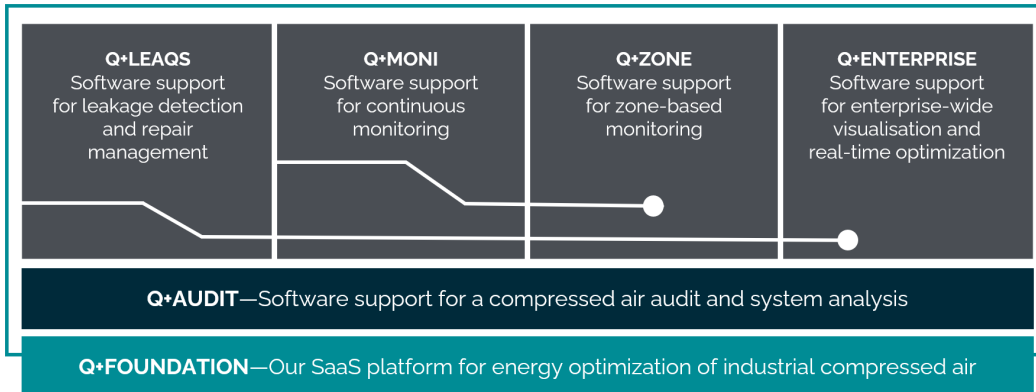 Q+LEAQS
Software support
for leakage detection
and repair
management
Q+MONI
Software support
for continuous
monitoring
Q+ZONE
Software support
for zone-based
monitoring
Q+ENTERPRISE
Software support
for enterprise-wide
visualisation and
real-time optimization
Q+AUDIT—Software support for a compressed air audit and system analysis
Q+FOUNDATION—Our SaaS platform for energy optimization of industrial compressed air